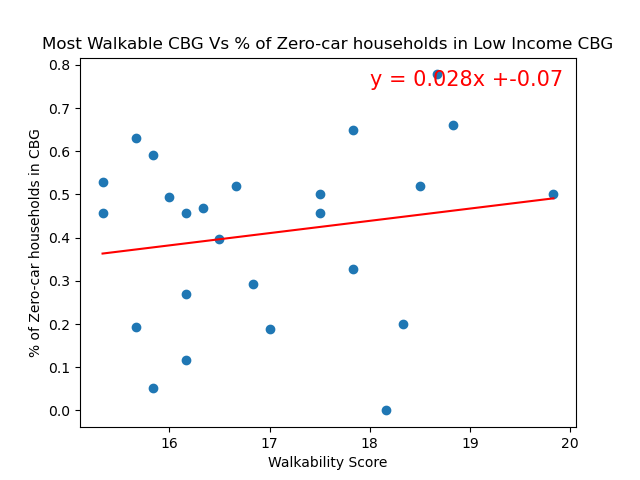 Most Walkable CBG Vs % of Zero-car households in Low Income CBG
y = 0.028x +-0.07
% of Zero-car households in CBG
0.8
0.7
0.6
0.5
0.4
0.3
0.2
0.1
0.0
16 17 18 19 20
Walkability Score